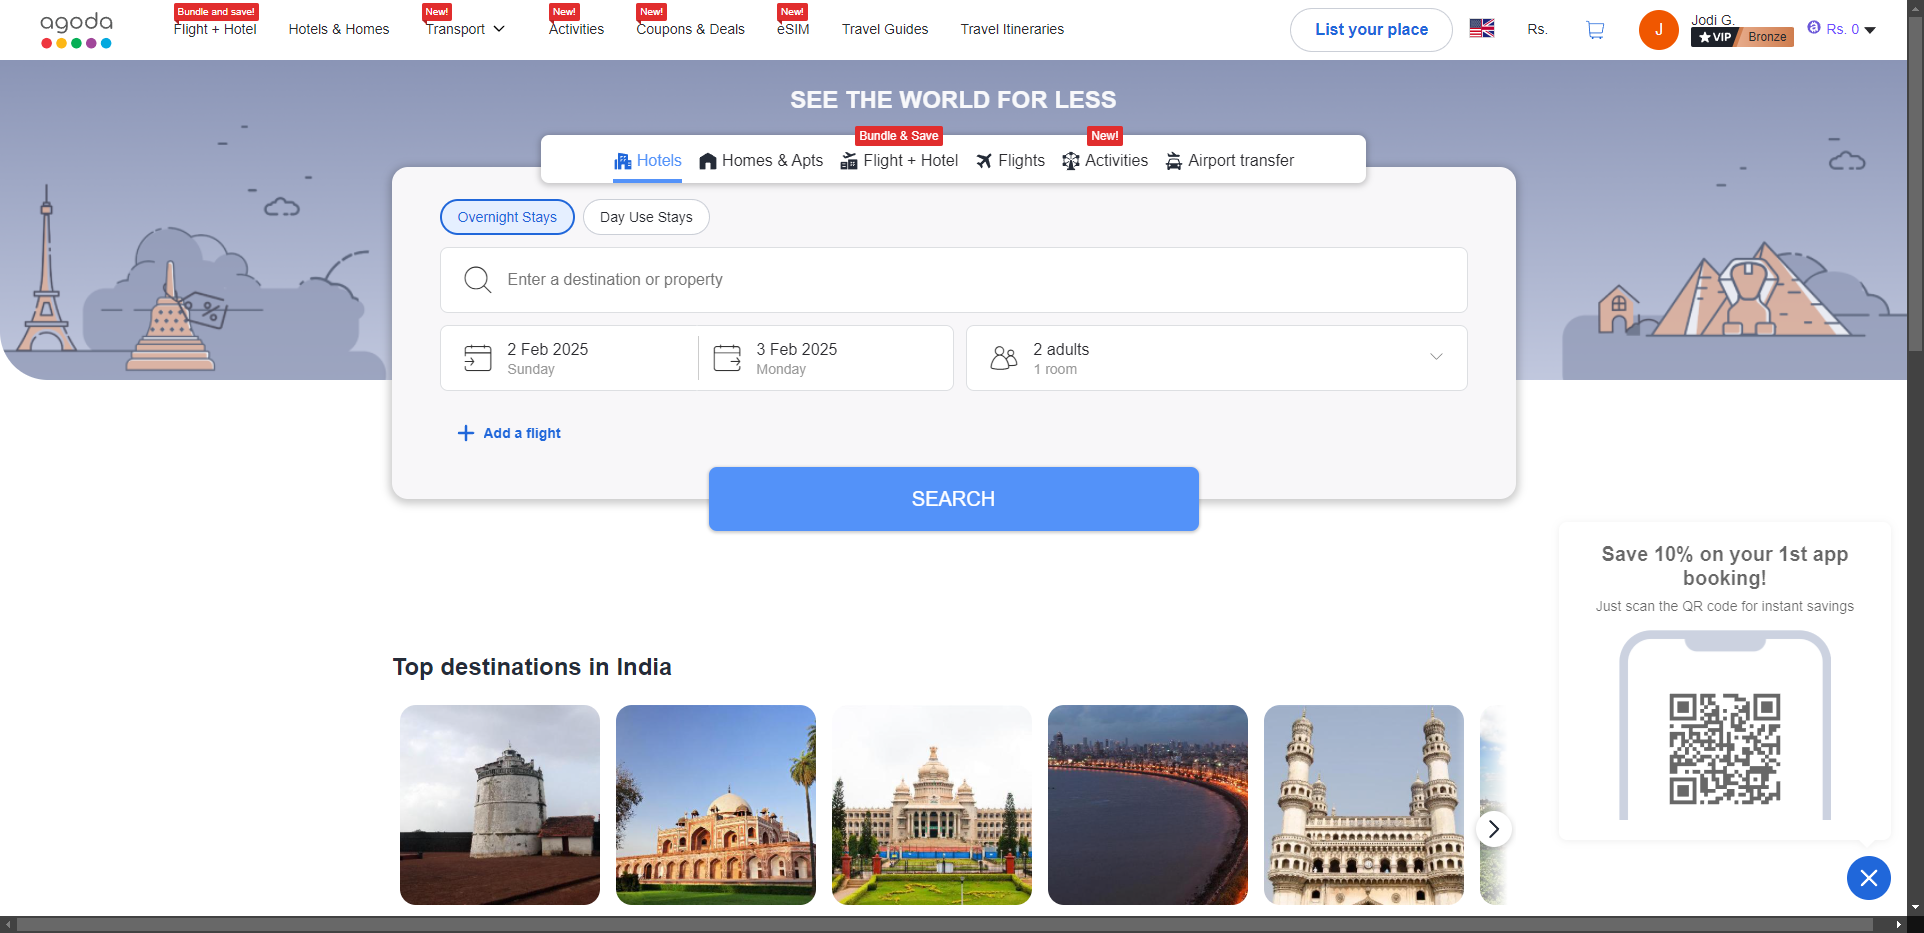 agoda
Bundle and save!
Flight + Hotel
Hotels & Homes
New!
Transport
New!
Activities
New!
Coupons & Deals
New!
eSIM
Travel Guides
Travel Itineraries
List your place
Rs.
J
Jodi G.
VIP
Bronze
a
Rs. 0
SEE THE WORLD FOR LESS
Hotels
Homes & Apts
Bundle & Save
Flight + Hotel
Flights
New!
Activities
Airport transfer
Overnight Stays
Day Use Stays
Enter a destination or property
2 Feb 2025
Sunday
3 Feb 2025
Monday
2 adults
1 room
Add a flight
SEARCH
Save 10% on your 1st app
booking!
Just scan the QR code for instant savings
Top destinations in India